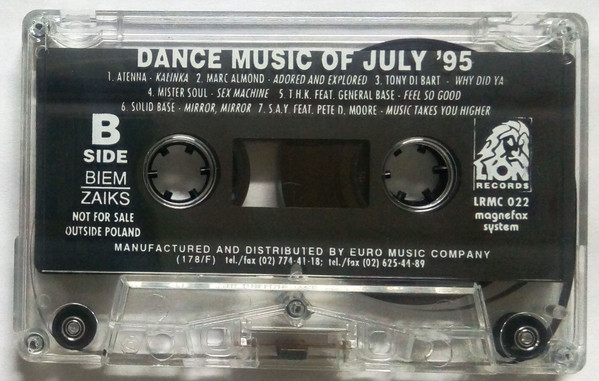 DANCE MUSIC OF JULY '95
1. ATENNA - KALINKA 2. MARC ALMOND - ADORED AND EXPLORED 3. TONY DI BART - WHY DID YA
4. MISTER SOUL - SEX MACHINE 5. T.H.K. FEAT. GENERAL BASE - FEEL SO GOOD
6. SOLID BASE - MIRROR, MIRROR 7. S.A.Y. FEAT. PETE D. MOORE - MUSIC TAKES YOU HIGHER
B
SIDE
BIEM
ZAIKS
NOT FOR SALE
OUTSIDE POLAND
LION
RECORDS
LRMC 022
magnefax
system
MANUFACTURED AND DISTRIBUTED BY EURO MUSIC COMPANY
(178/F) tel./fax (02) 774-41-18; tel./fax (02) 625-44-89